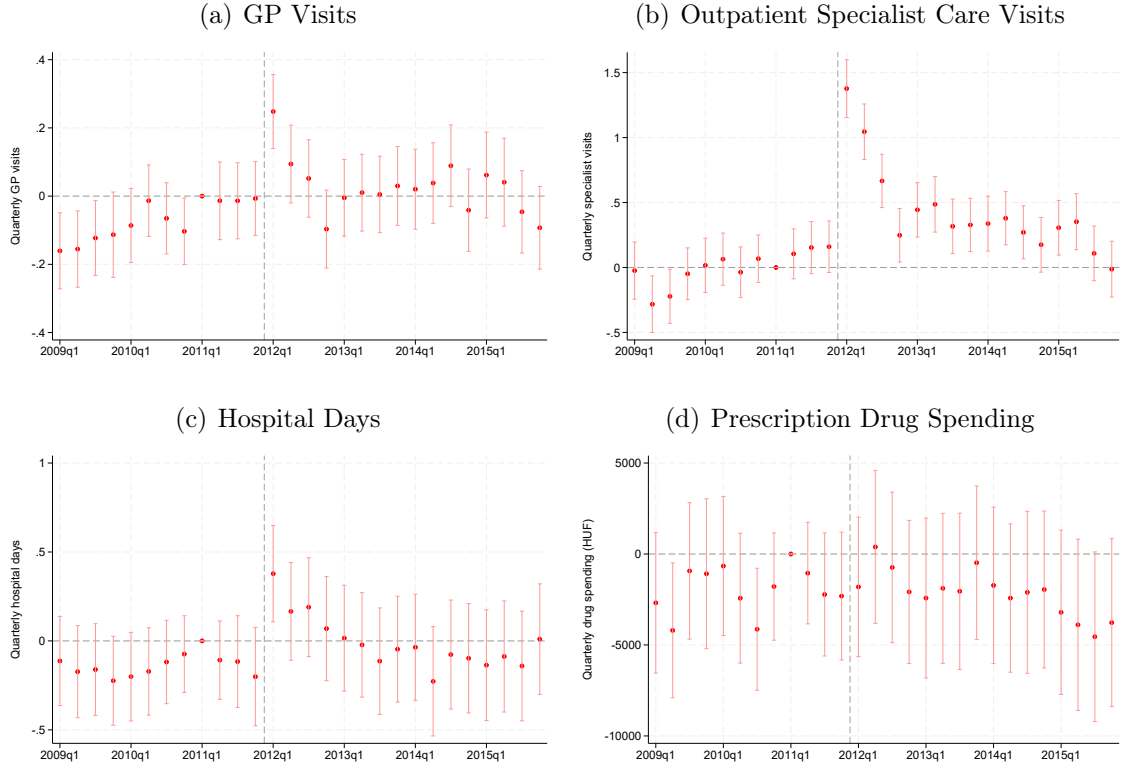 (a) GP Visits
Quarterly GP visits
.4
.2
0
-.2
-.4
2009q1 2010q1 2011q1 2012q1 2013q1 2014q1 2015q1
(b) Outpatient Specialist Care Visits
Quarterly specialist visits
1.5
1
.5
0
-.5
2009q1 2010q1 2011q1 2012q1 2013q1 2014q1 2015q1
(c) Hospital Days
Quarterly hospital days
1
.5
0
-.5
2009q1 2010q1 2011q1 2012q1 2013q1 2014q1 2015q1
(d) Prescription Drug Spending
Quarterly drug spending (HUF)
5000
0
-5000
-10000
2009q1 2010q1 2011q1 2012q1 2013q1 2014q1 2015q1